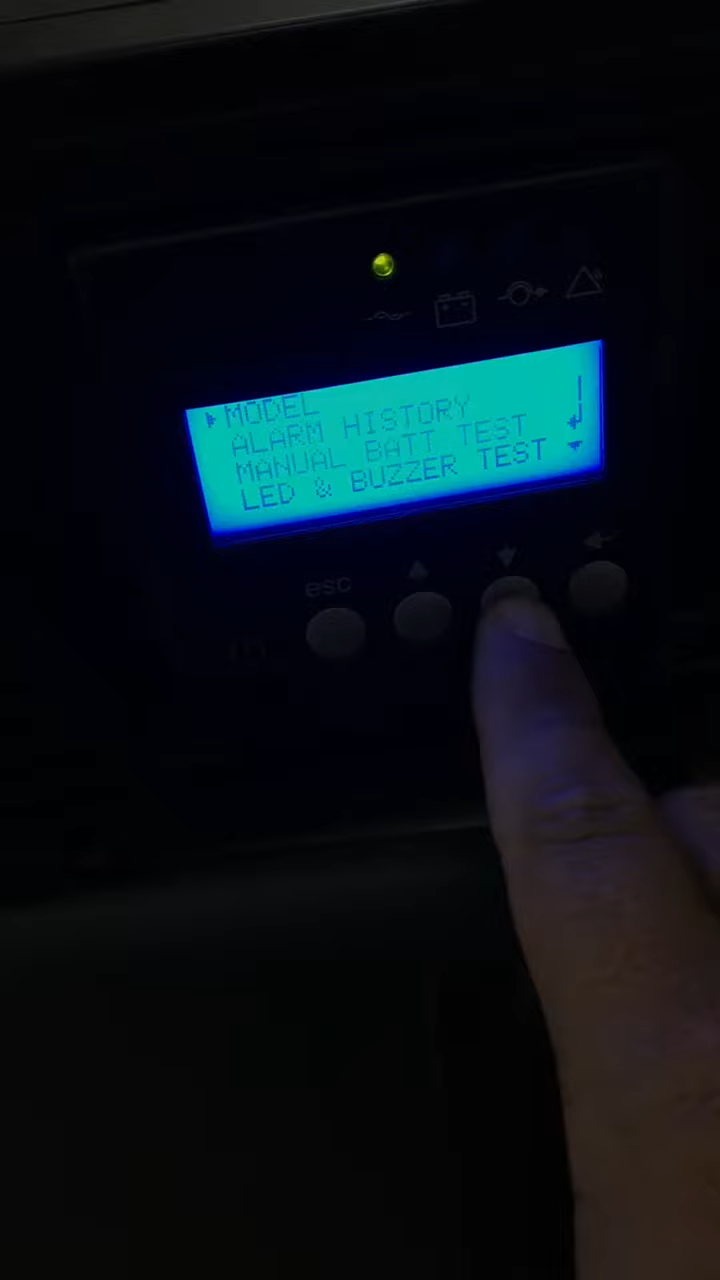 MODEL
ALARM HISTORY
MANUAL BATT TEST
LED & BUZZER TEST
esc